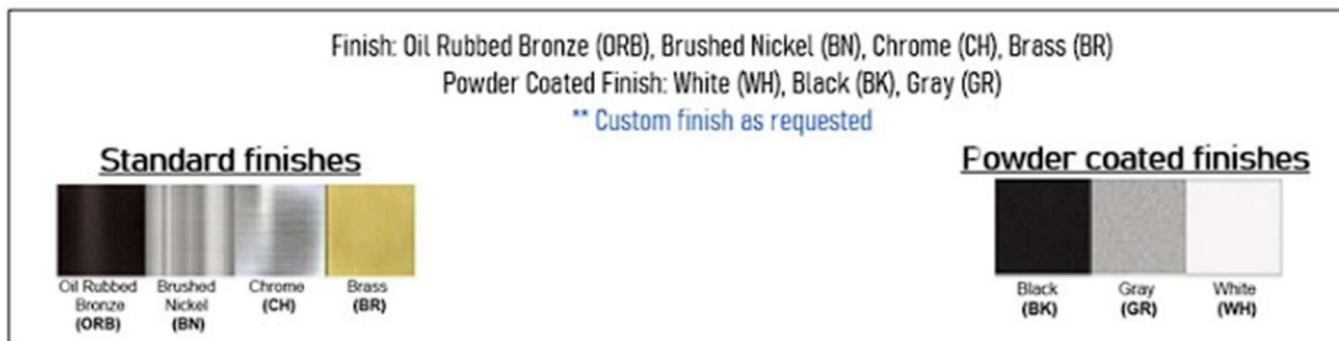 Finish: Oil Rubbed Bronze (ORB), Brushed Nickel (BN), Chrome (CH), Brass (BR)
Powder Coated Finish: White (WH), Black (BK), Gray (GR)
** Custom finish as requested
Standard finishes
Oil Rubbed
Bronze
(ORB)
Brushed
Nickel
(BN)
Chrome
(CH)
Brass
(BR)
Powder coated finishes
Black
(BK)
Gray
(GR)
White
(WH)